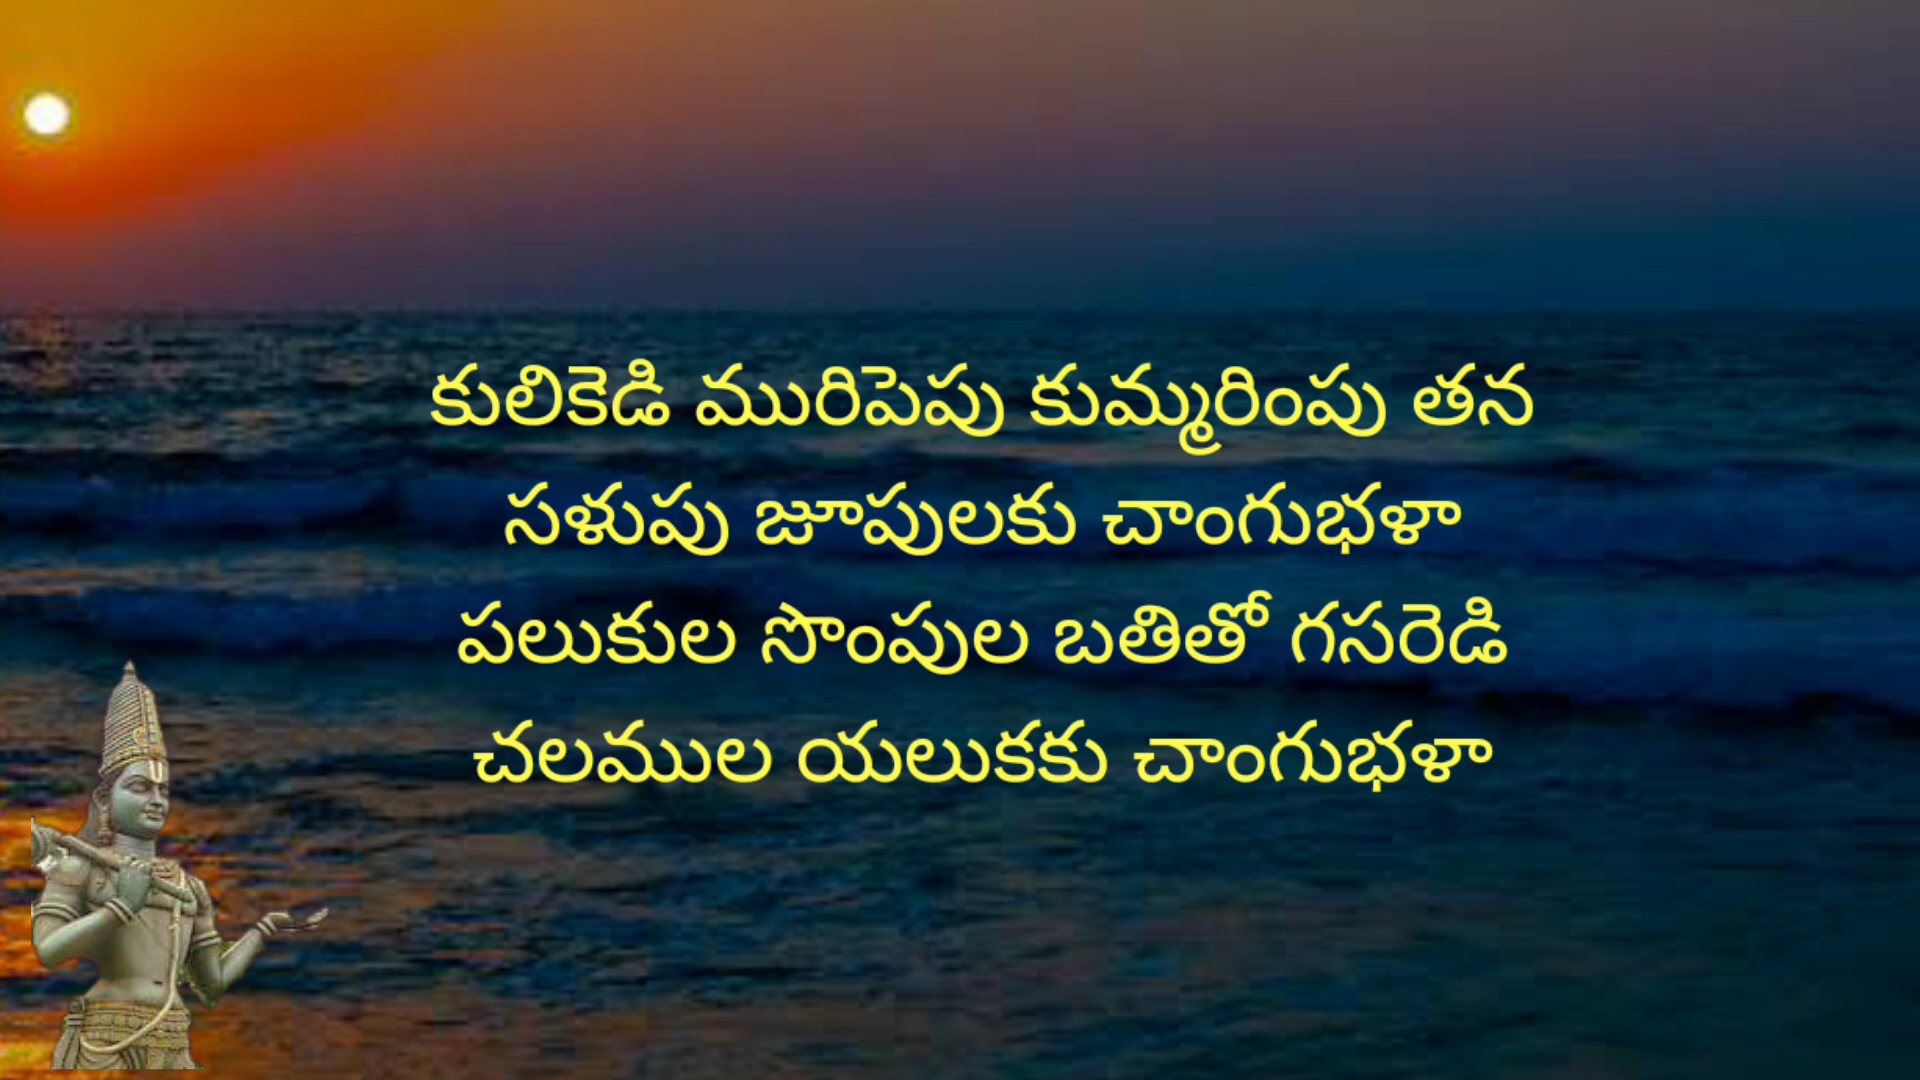 కులికెడి మురిపెపు కుమ్మరింపు తన
సళుపు జూపులకు చాంగుభళా
పలుకుల సొంపుల బతితో గసరెడి
చలముల యలుకకు చాంగుభళా